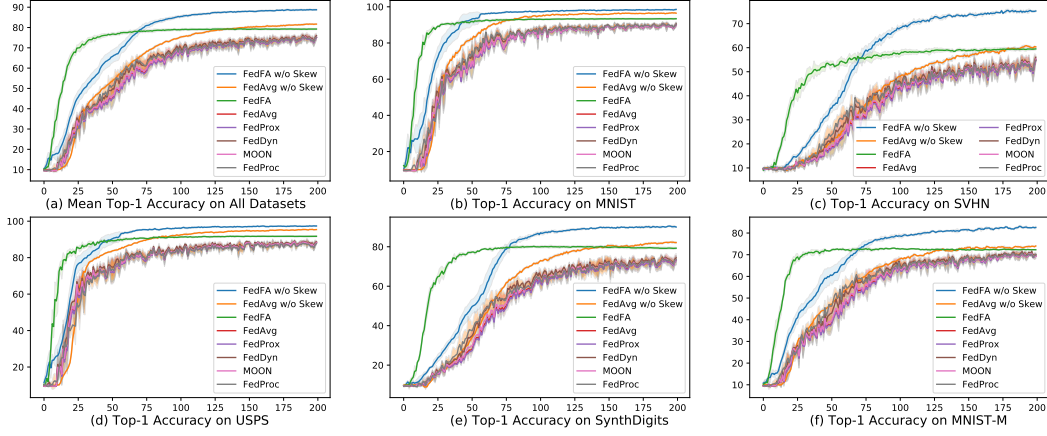 90
80
70
60
50
40
30
20
10
0 25 50 75 100 125 150 175 200
FedFA w/o Skew
FedAvg w/o Skew
FedFA
FedAvg
FedProx
FedDyn
MOON
FedProc
(a) Mean Top-1 Accuracy on All Datasets
100
80
60
40
20
0 25 50 75 100 125 150 175 200
FedFA w/o Skew
FedAvg w/o Skew
FedFA
FedAvg
FedProx
FedDyn
MOON
FedProc
(b) Top-1 Accuracy on MNIST
70
60
50
40
30
20
10
0 25 50 75 100 125 150 175 200
FedFA w/o Skew FedProx
FedAvg w/o Skew FedDyn
FedFA MOON
FedAvg FedProc
(c) Top-1 Accuracy on SVHN
100
80
60
40
20
0 25 50 75 100 125 150 175 200
FedFA w/o Skew
FedAvg w/o Skew
FedFA
FedAvg
FedProx
FedDyn
MOON
FedProc
(d) Top-1 Accuracy on USPS
80
60
40
20
0 25 50 75 100 125 150 175 200
FedFA w/o Skew
FedAvg w/o Skew
FedFA
FedAvg
FedProx
FedDyn
MOON
FedProc
(e) Top-1 Accuracy on SynthDigits
80
70
60
50
40
30
20
10
0 25 50 75 100 125 150 175 200
FedFA w/o Skew
FedAvg w/o Skew
FedFA
FedAvg
FedProx
FedDyn
MOON
FedProc
(f) Top-1 Accuracy on MNIST-M